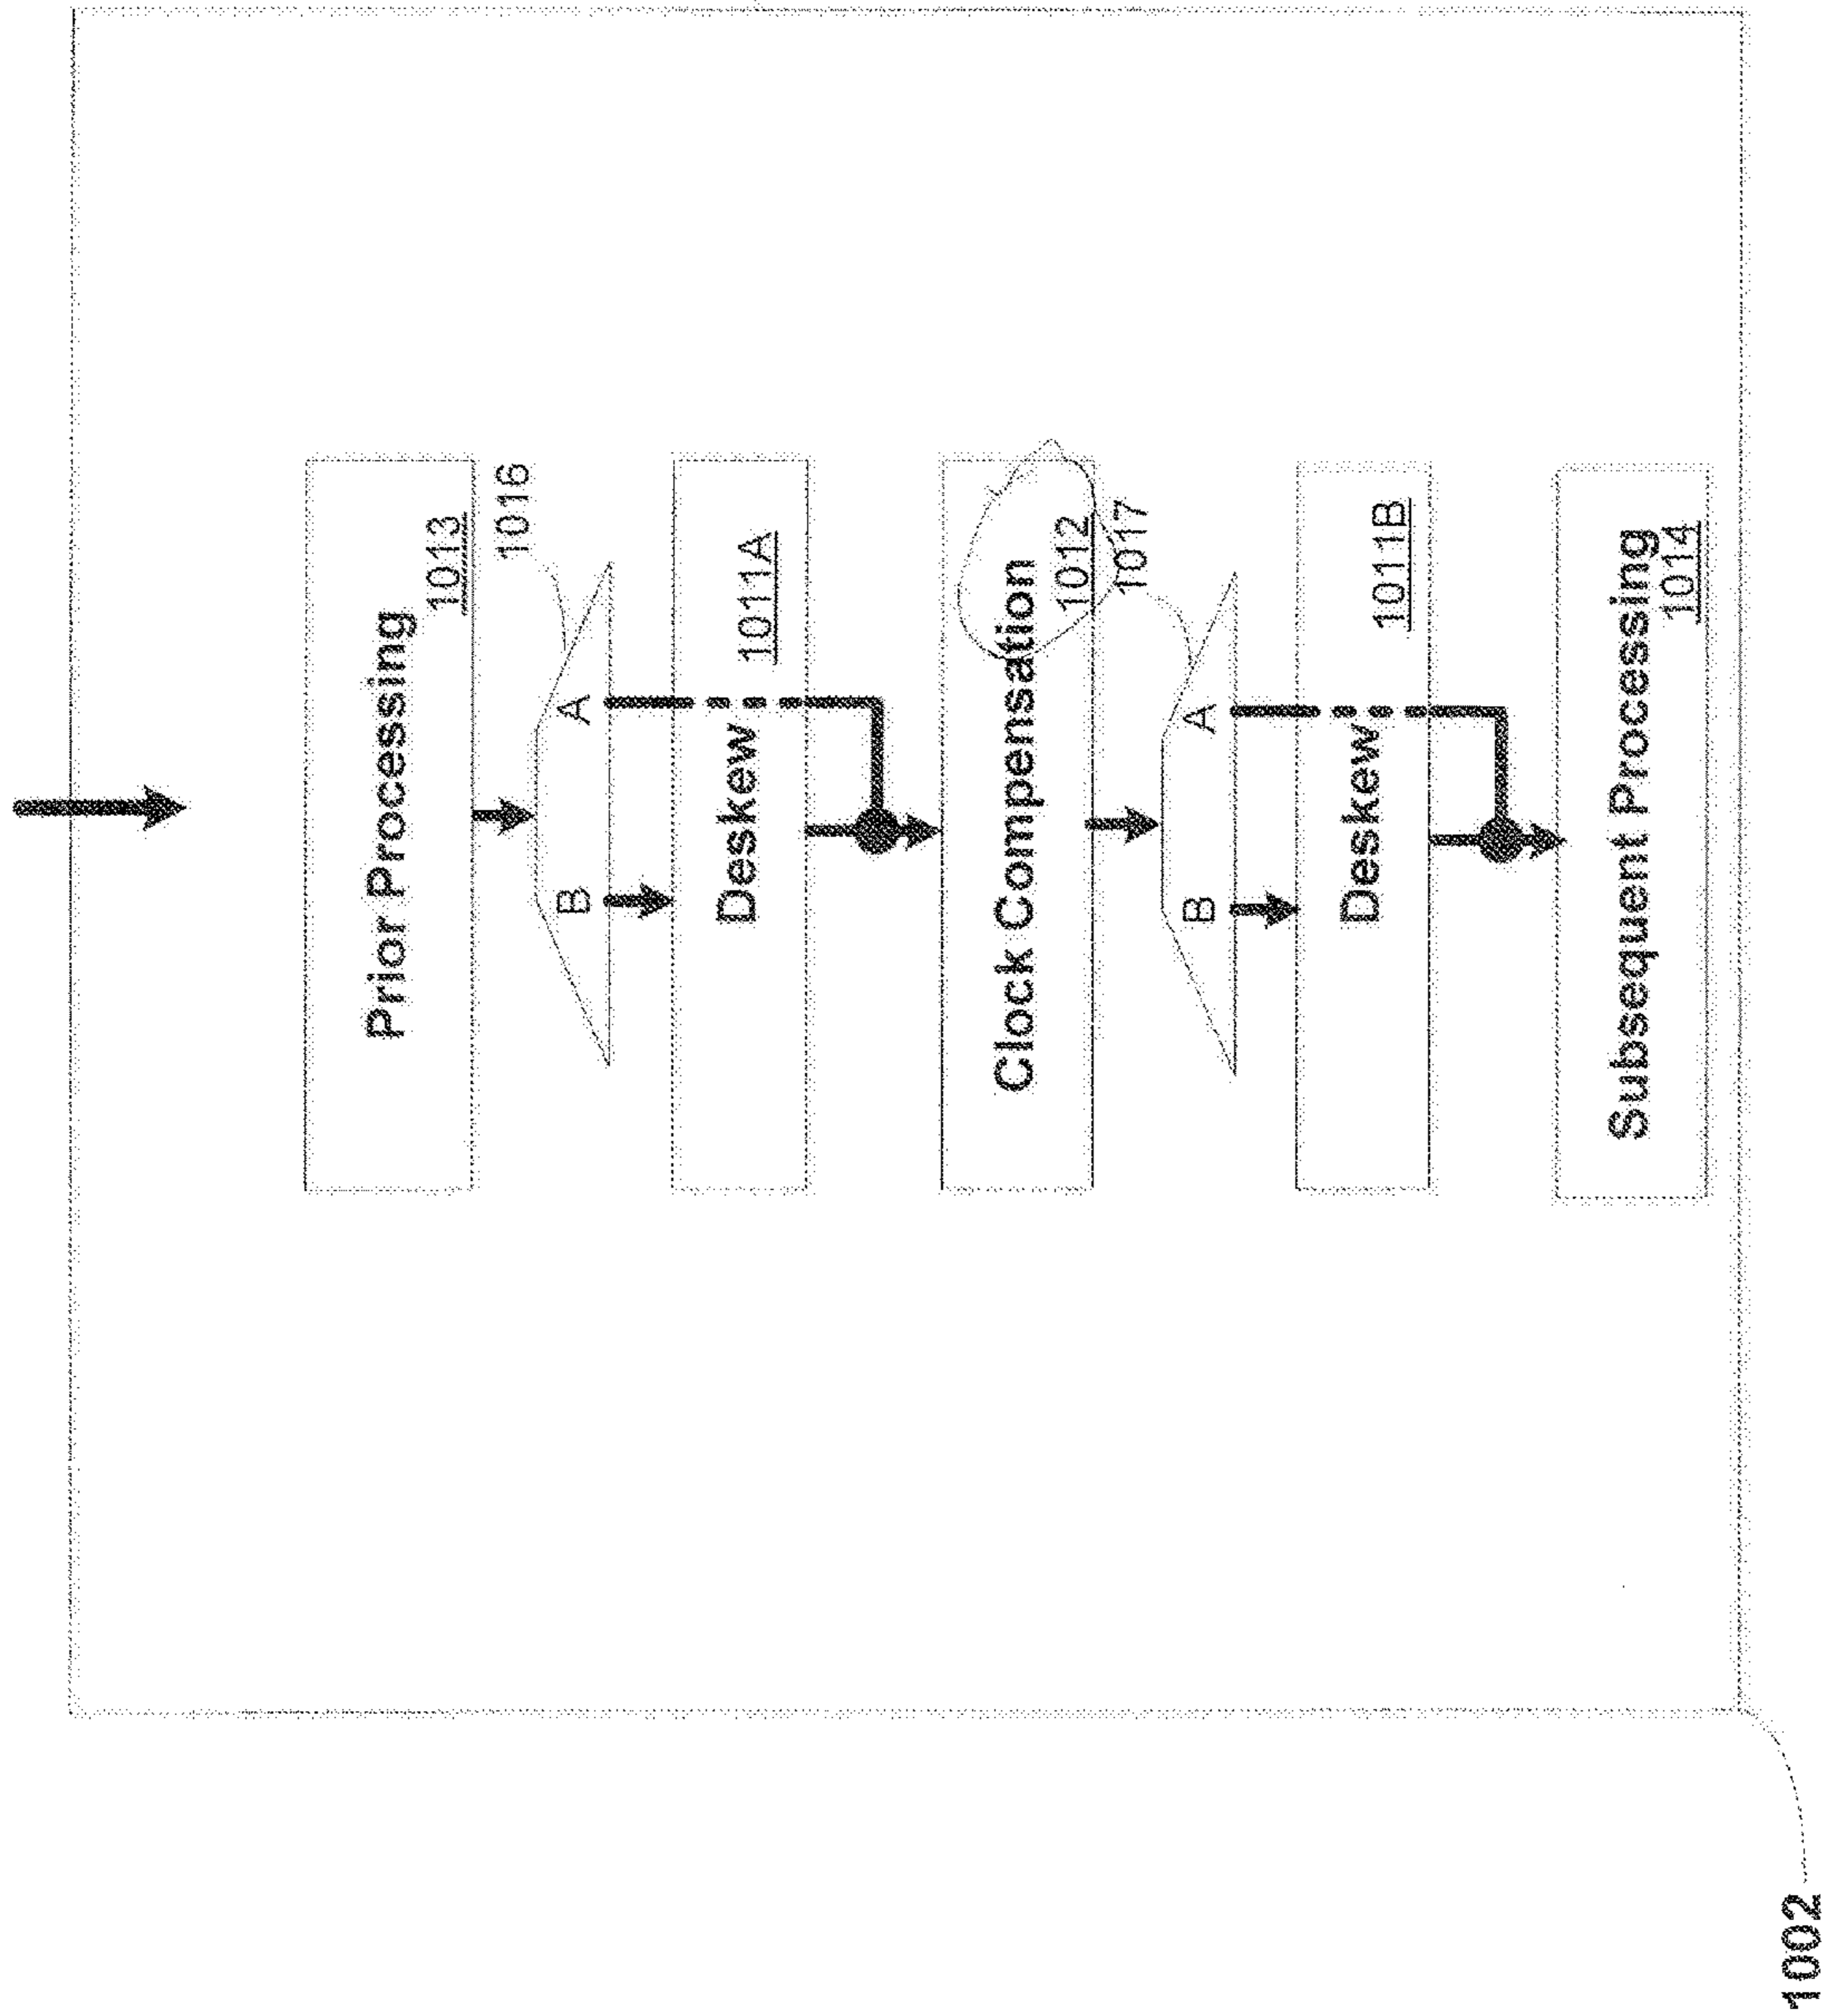 Prior Processing
1013
1016
B
A
Deskew
1011A
Clock Compensation
1012
1017
B
A
Deskew
1011B
Subsequent Processing
1014
1002